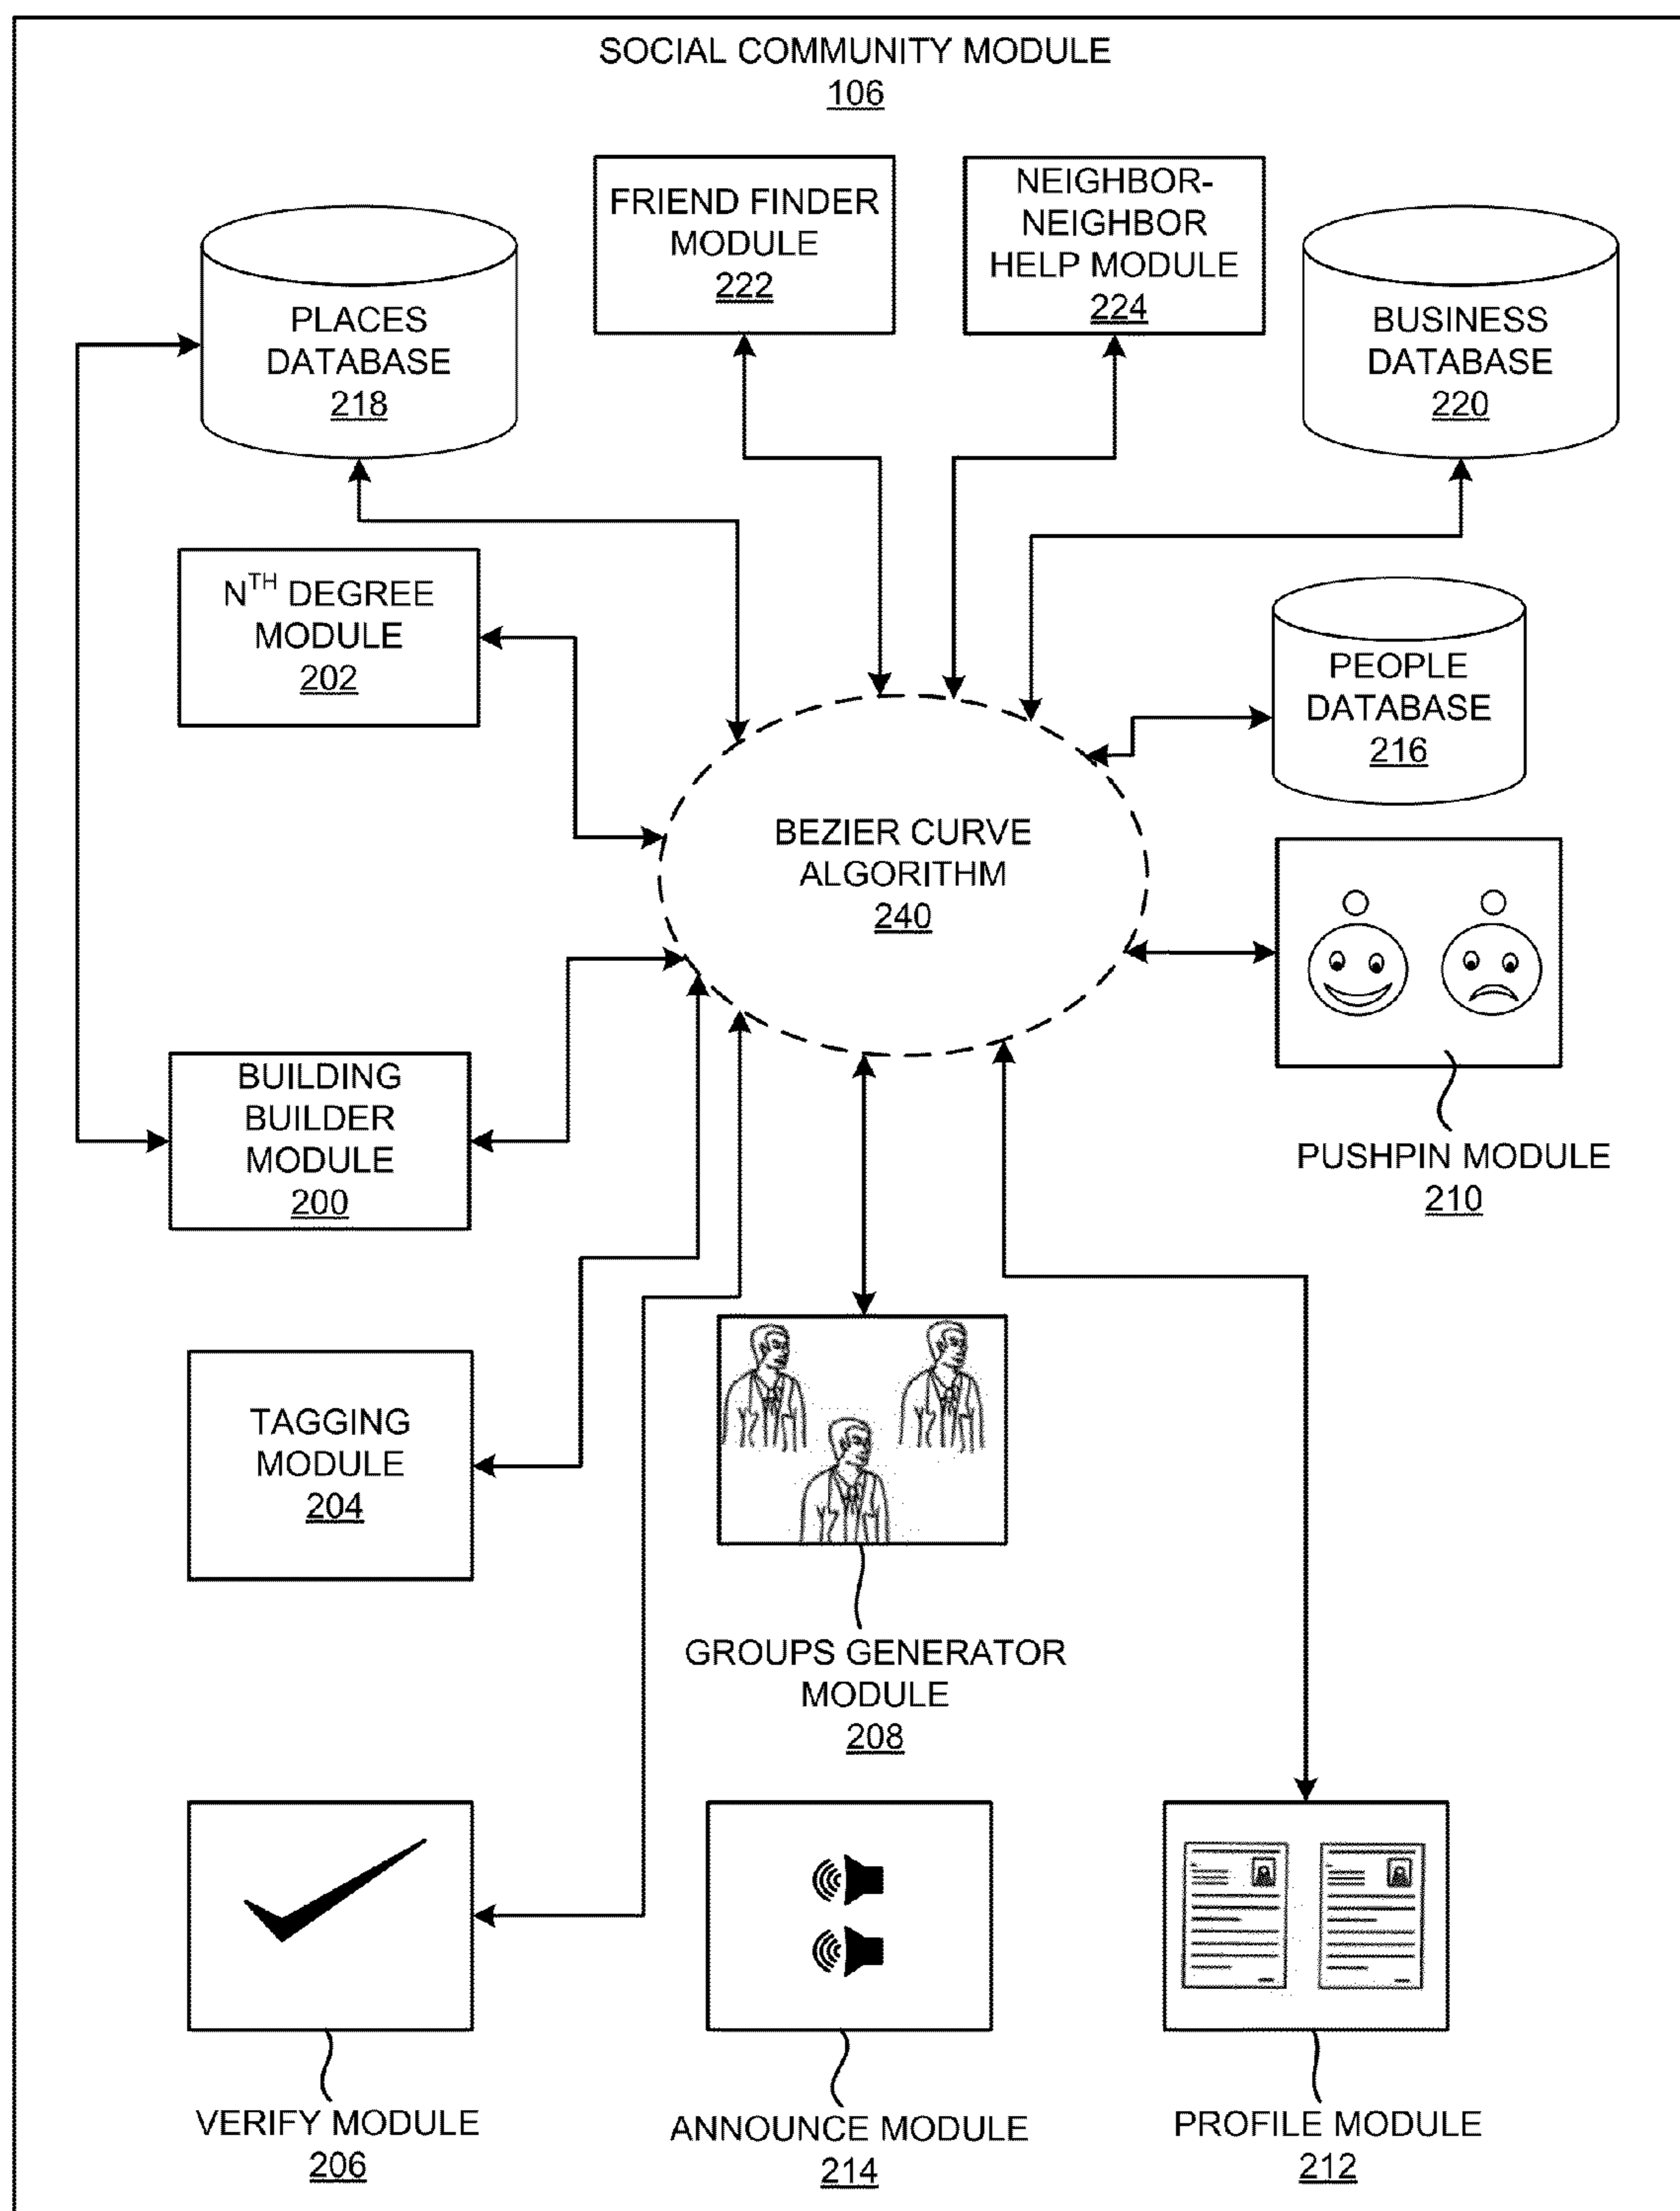 SOCIAL COMMUNITY MODULE
106
FRIEND FINDER
MODULE
222
NEIGHBOR-
NEIGHBOR
HELP MODULE
224
PLACES
DATABASE
218
BUSINESS
DATABASE
220
NTH DEGREE
MODULE
202
PEOPLE
DATABASE
216
BEZIER CURVE
ALGORITHM
240
BUILDING
BUILDER
MODULE
200
PUSHPIN MODULE
210
TAGGING
MODULE
204
GROUPS GENERATOR
MODULE
208
VERIFY MODULE
206
ANNOUNCE MODULE
214
PROFILE MODULE
212